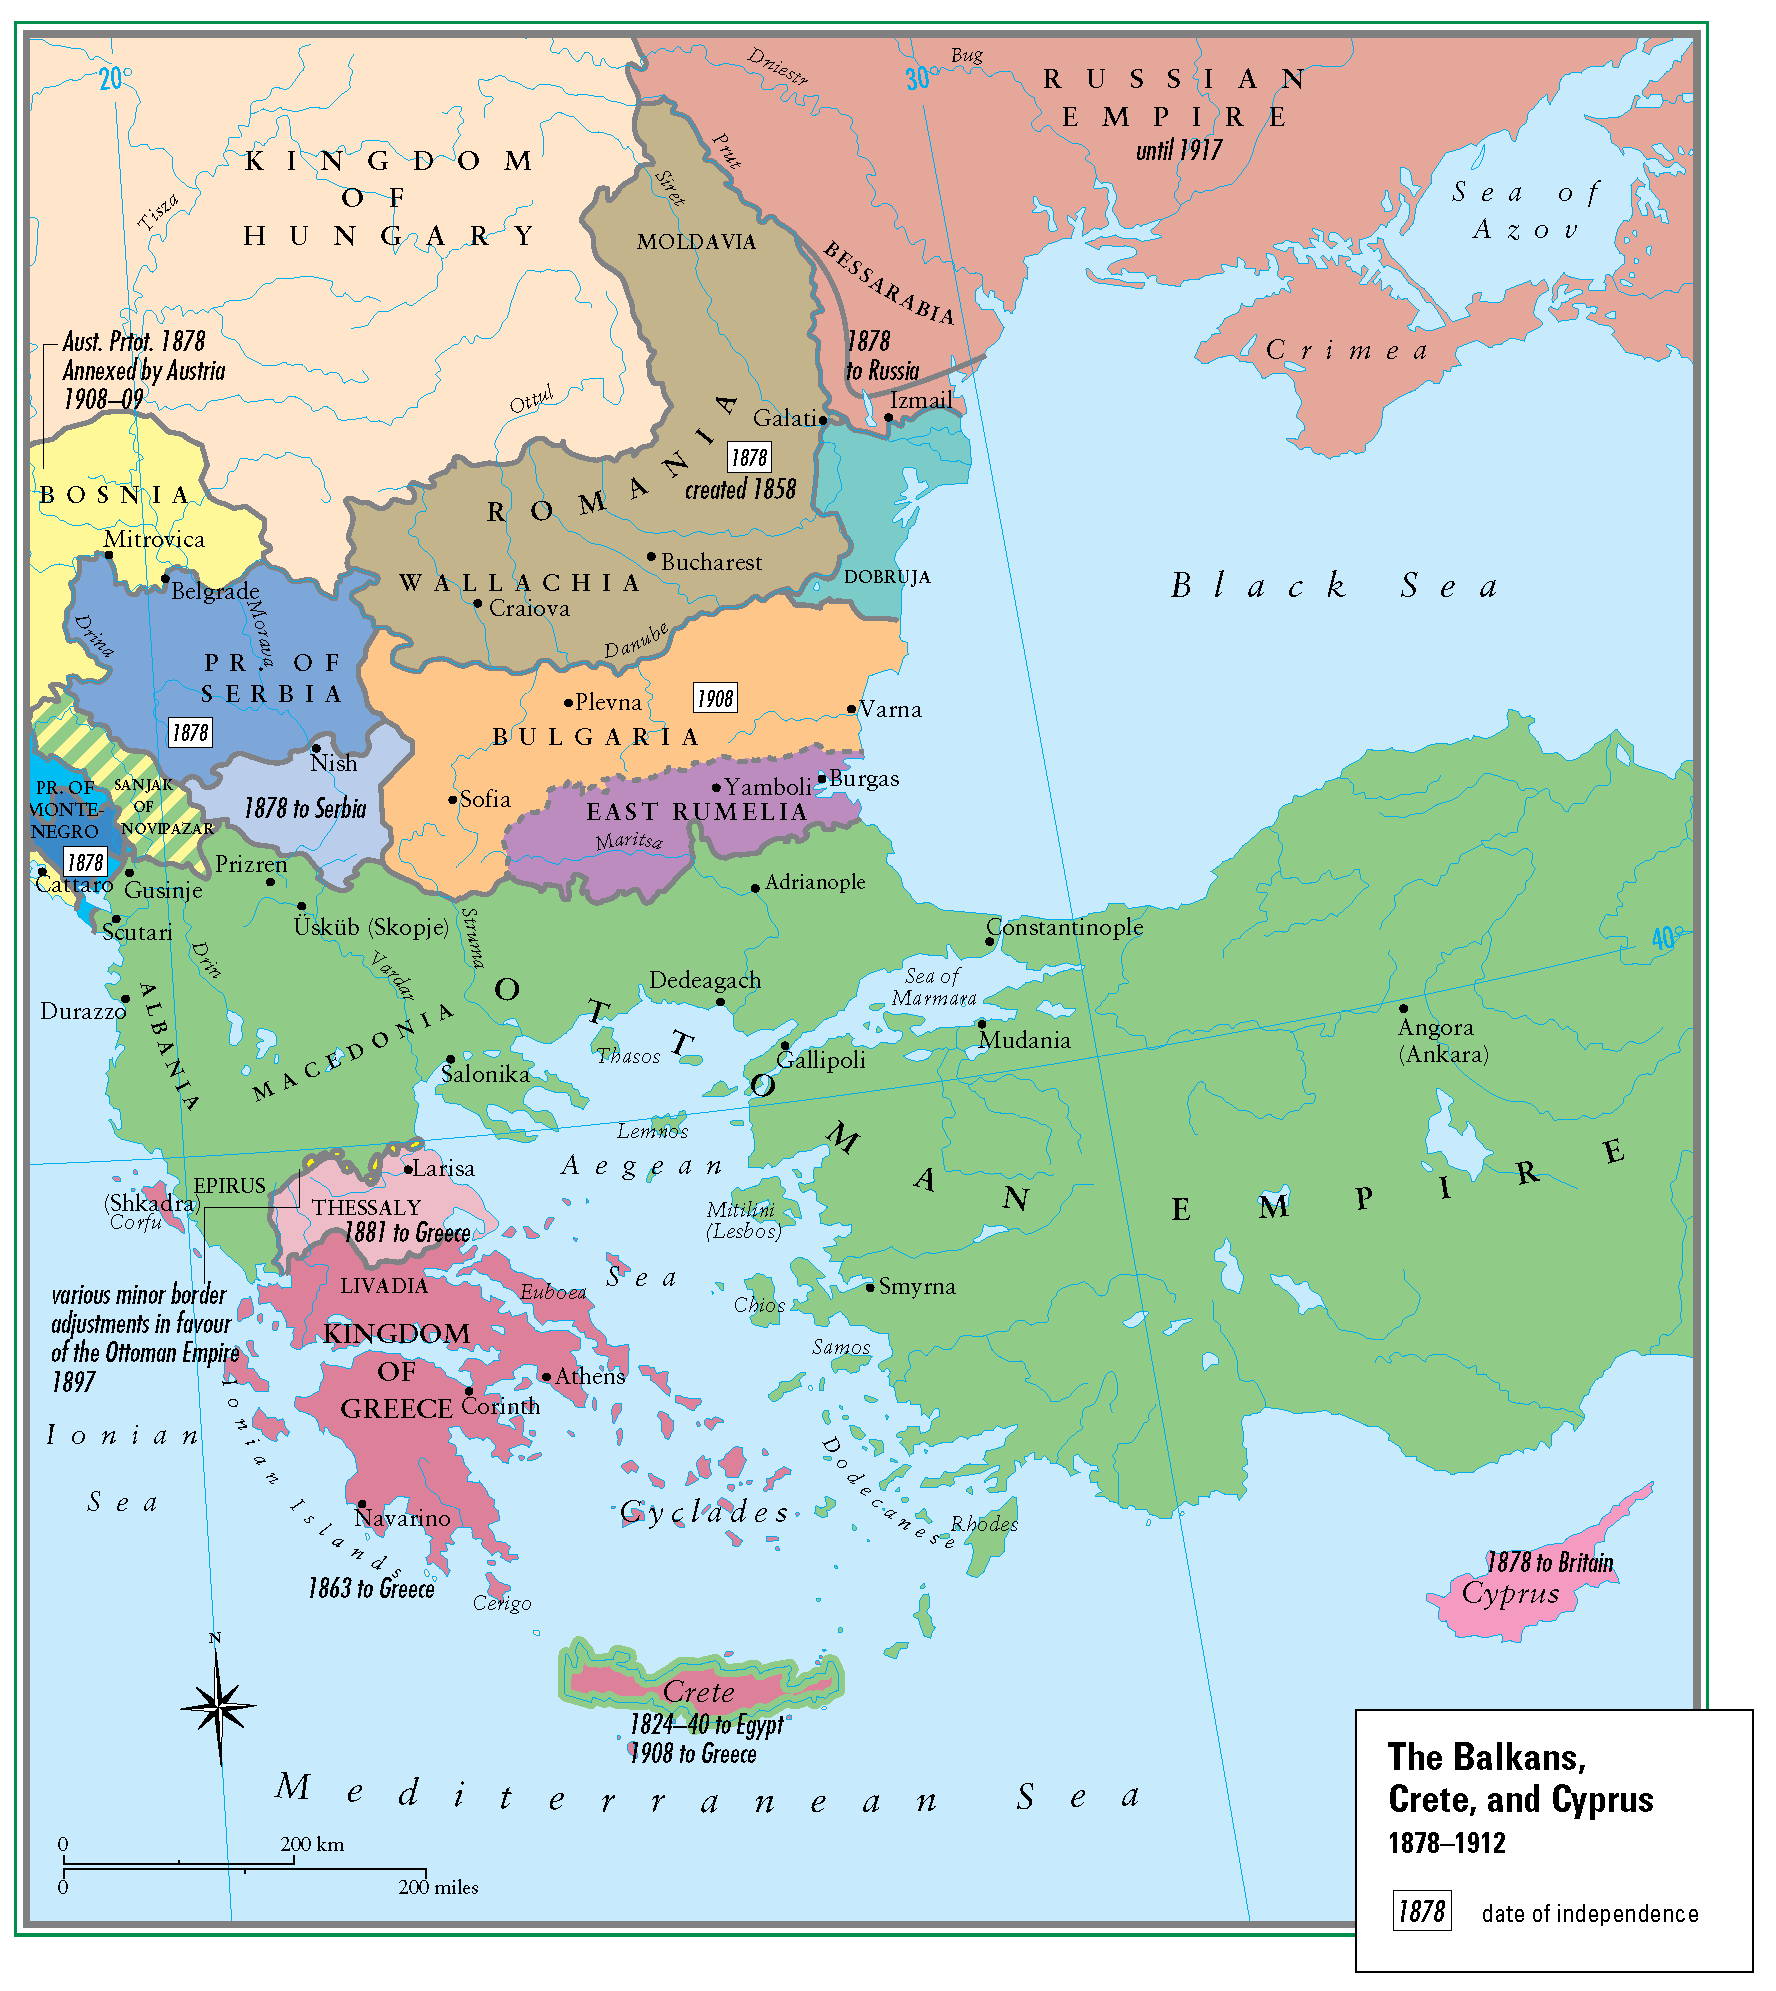 20°
30°
Bug
Dniestr
RUSSIAN
EMPIRE
until 1917
KINGDOM
OF
HUNGARY
Tisza
Prut
Siret
Sea of
Azov
MOLDAVIA
BESSARABIA
Aust. Prtot. 1878
Annexed by Austria
1908–09
1878
to Russia
Crimea
Ottul
Izmail
Galati
ROMANIA
1878
created 1858
BOSNIA
Mitrovica
Bucharest
DOBRUJA
Black Sea
WALLACHIA
Belgrade
Craiova
Drina
Morava
Danube
PR. OF
SERBIA
1878
Plevna
1908
Varna
BULGARIA
Nish
PR. OF
MONTE-
NEGRO
1878
SANJAK
OF
NOVIPAZAR
1878 to Serbia
Sofia
Yamboli
Burgas
EAST RUMELIA
Maritsa
Prizren
Cattaro
Gusinje
Adrianople
Üsküb (Skopje)
Scutari
Struma
Constantinople
40°
Drin
Vardar
Sea of
Marmara
Dedeagach
Durazzo
ALBANIA
MACEDONIA
OTTOMAN EMPIRE
Angora
(Ankara)
Mudania
Thasos
Gallipoli
Salonika
Lemnos
Aegean
Sea
Larisa
EPIRUS
THESSALY
1881 to Greece
(Shkadra)
Corfu
Mitilini
(Lesbos)
LIVADIA
Euboea
Smyrna
Chios
various minor border
adjustments in favour
of the Ottoman Empire
1897
KINGDOM
OF
GREECE
Samos
Athens
Corinth
Ionian
Sea
Ionian Islands
1863 to Greece
Navarino
Cyclades
Dodecanese
Rhodes
Cerigo
1878 to Britain
Cyprus
N
Crete
1824–40 to Egypt
1908 to Greece
Mediterranean Sea
0 200 km
0 200 miles
The Balkans,
Crete, and Cyprus
1878–1912
1878 date of independence